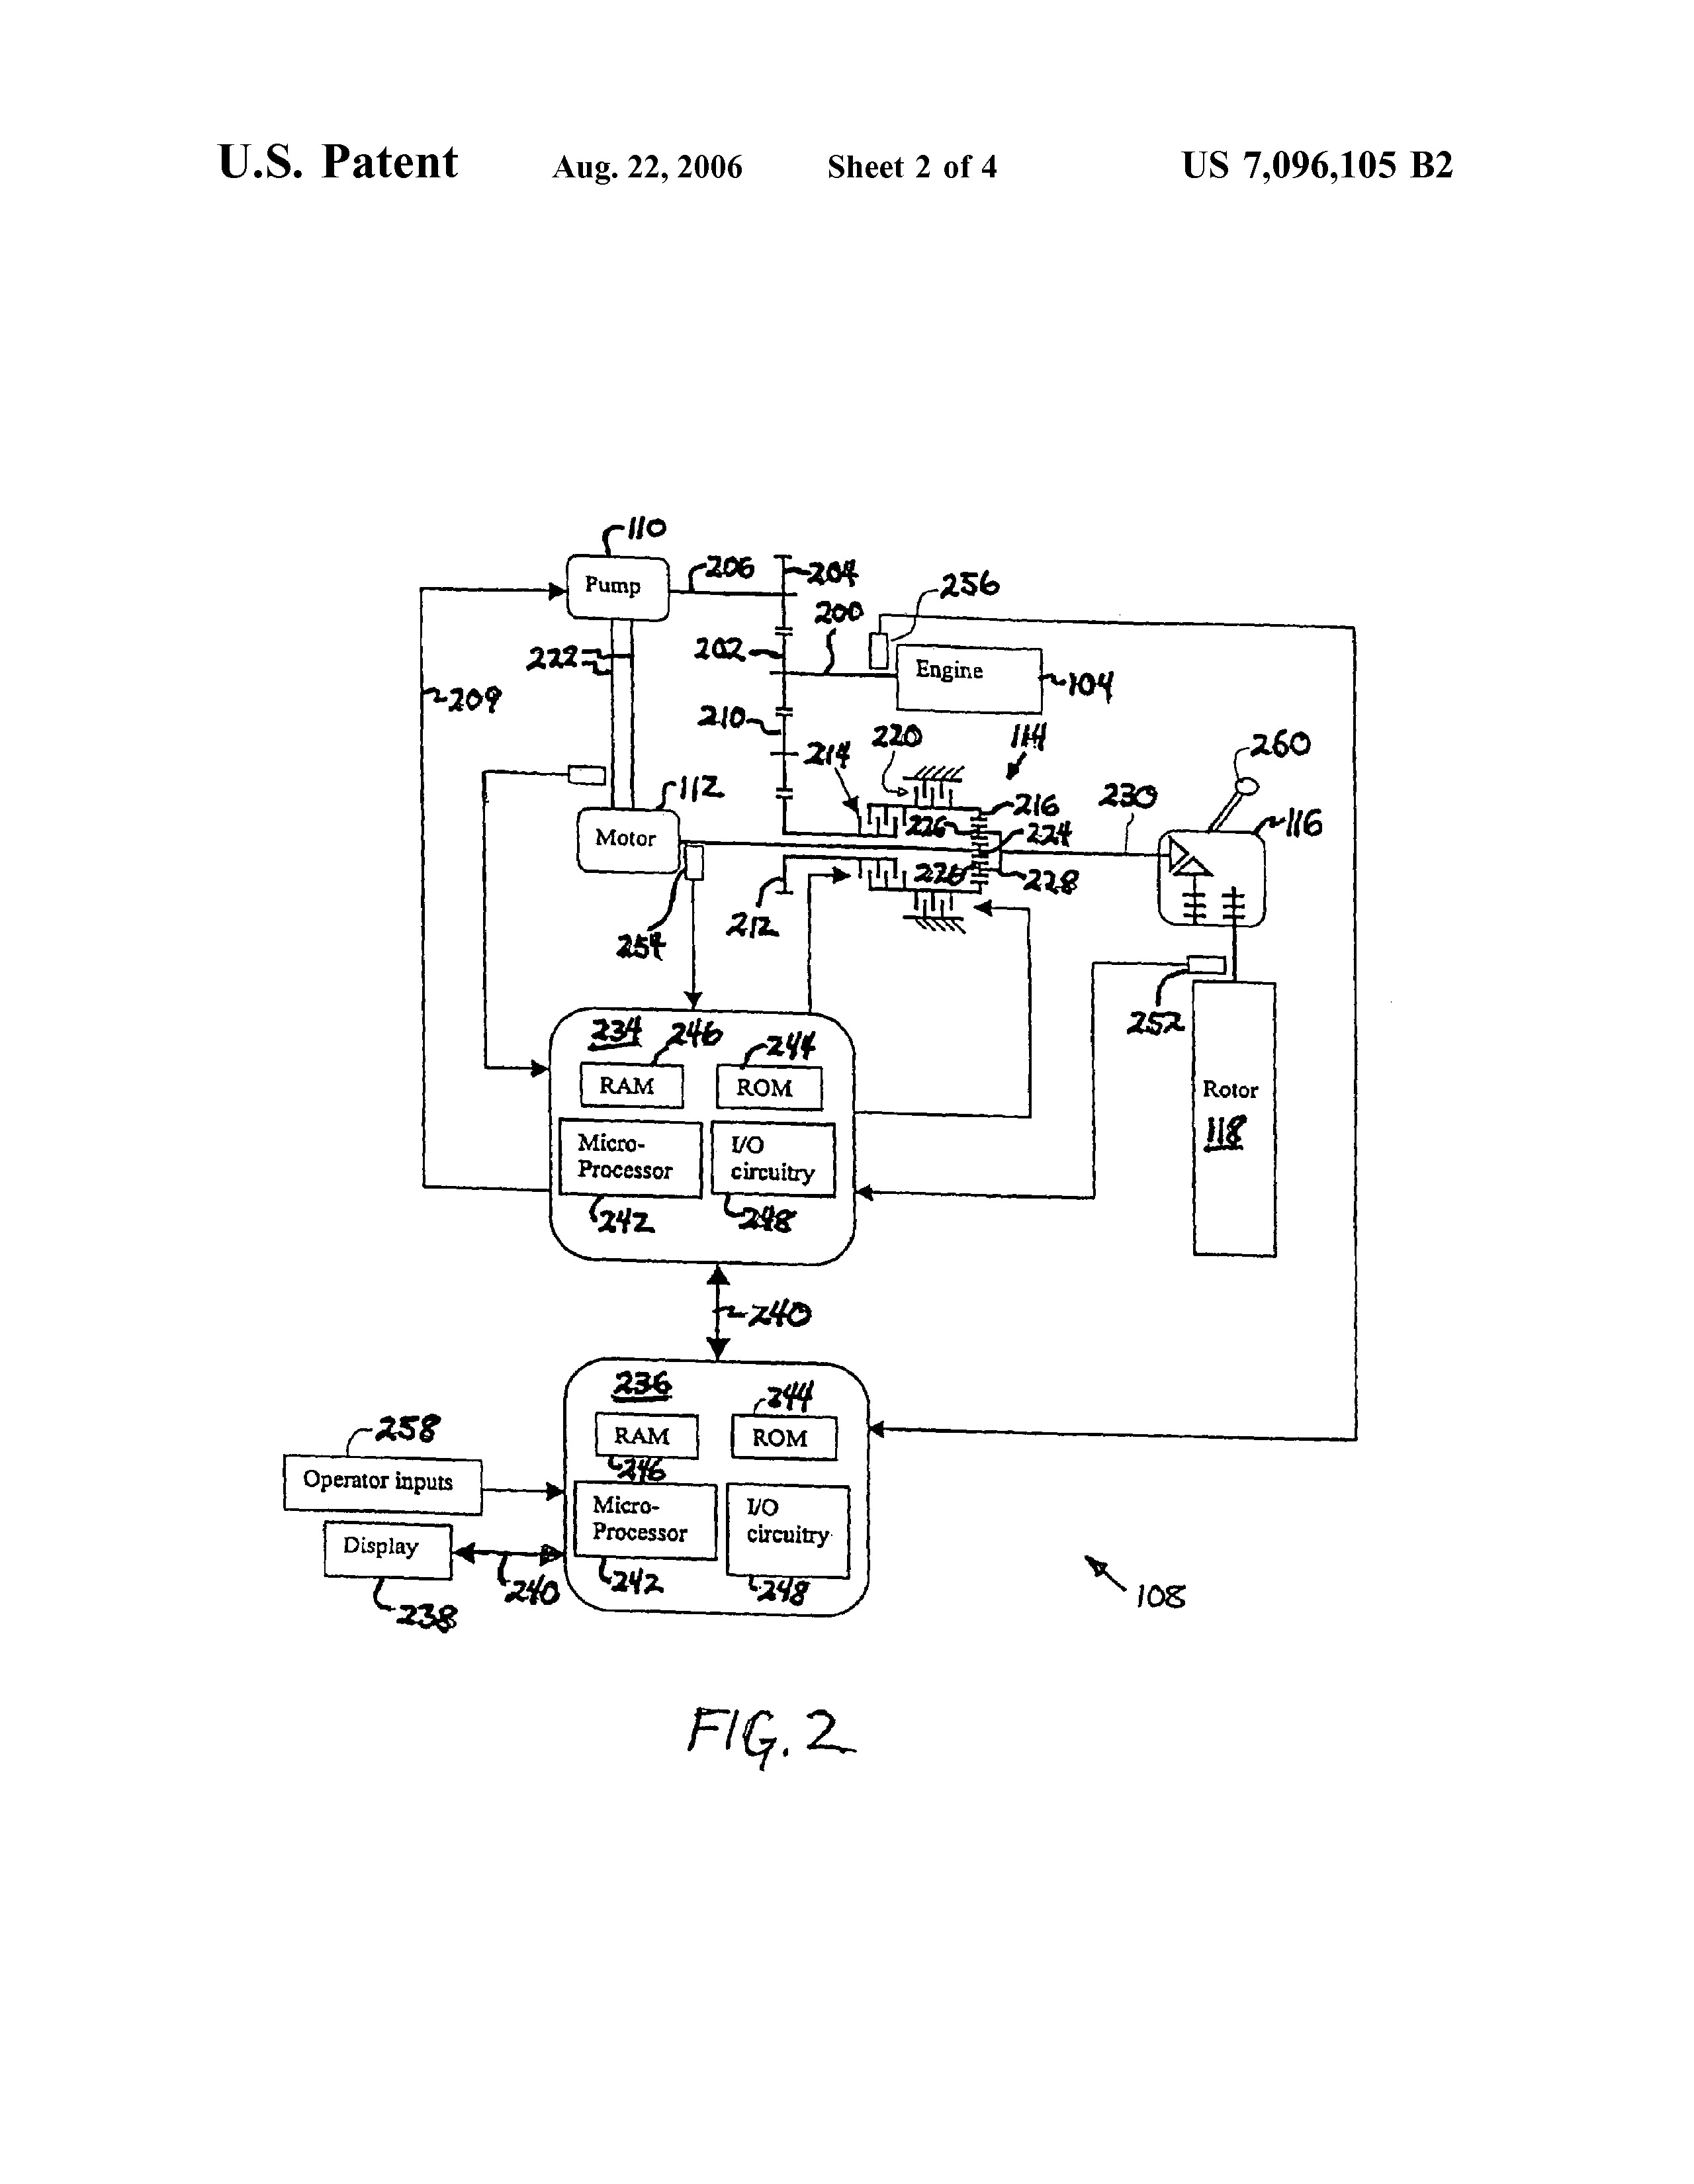 U.S. Patent Aug. 22, 2006 Sheet 2 of 4 US 7,096,105 B2
110
Pump
206
204
256
200
222
202
Engine
104
209
210
220
114
214
260
112
Motor
216
226
224
230
116
226
228
212
254
252
234
246
244
RAM
ROM
Rotor
118
Micro-
Processor
I/O
circuitry
242
248
240
236
244
258
RAM
ROM
246
Operator inputs
Micro-
Processor
I/O
circuitry
Display
240
242
248
238
108
FIG. 2